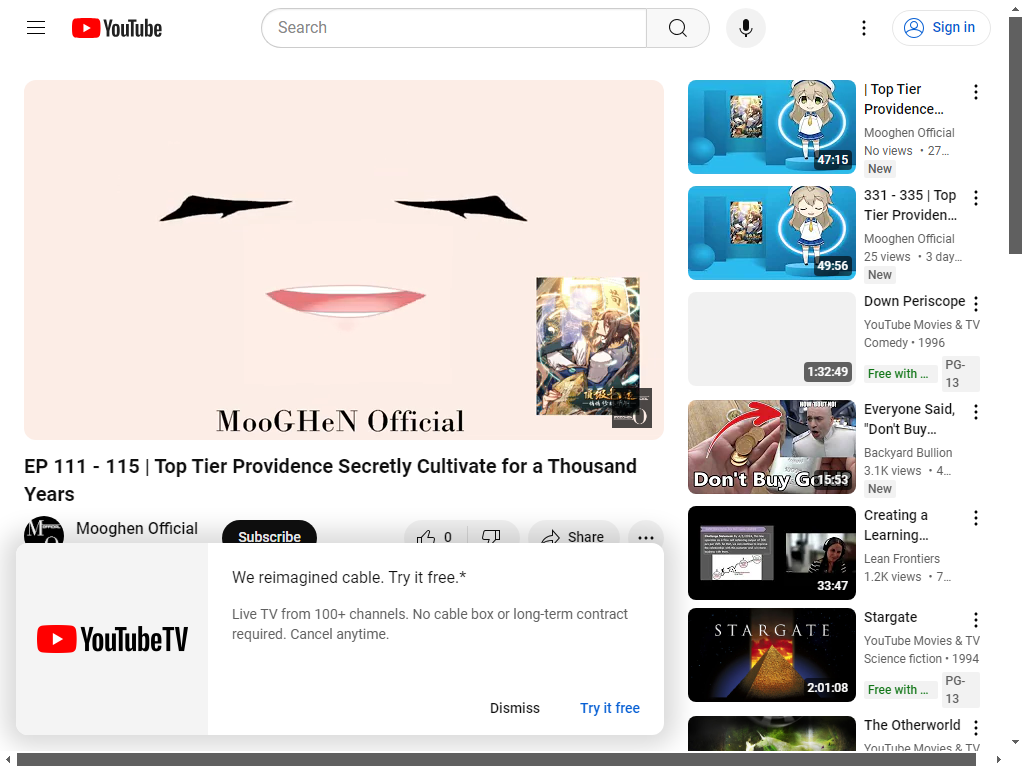 YouTube
Search
Sign in
MooGHeN Official
EP 111 - 115 | Top Tier Providence Secretly Cultivate for a Thousand
Years
Mooghen Official
Subscribe
0
Share
YouTubeTV
We reimagined cable. Try it free.*
Live TV from 100+ channels. No cable box or long-term contract
required. Cancel anytime.
Dismiss
Try it free
47:15
| Top Tier
Providence…
Mooghen Official
No views • 27…
New
49:56
331 - 335 | Top
Tier Providen…
Mooghen Official
25 views • 3 day…
New
1:32:49
Down Periscope
YouTube Movies & TV
Comedy • 1996
Free with …
PG-
13
Don't Buy
15:53
Everyone Said,
"Don't Buy…
Backyard Bullion
3.1K views • 4…
New
33:47
Creating a
Learning…
Lean Frontiers
1.2K views • 7…
STARGATE
2:01:08
Stargate
YouTube Movies & TV
Science fiction • 1994
Free with …
PG-
13
The Otherworld
YouTube Movies & TV